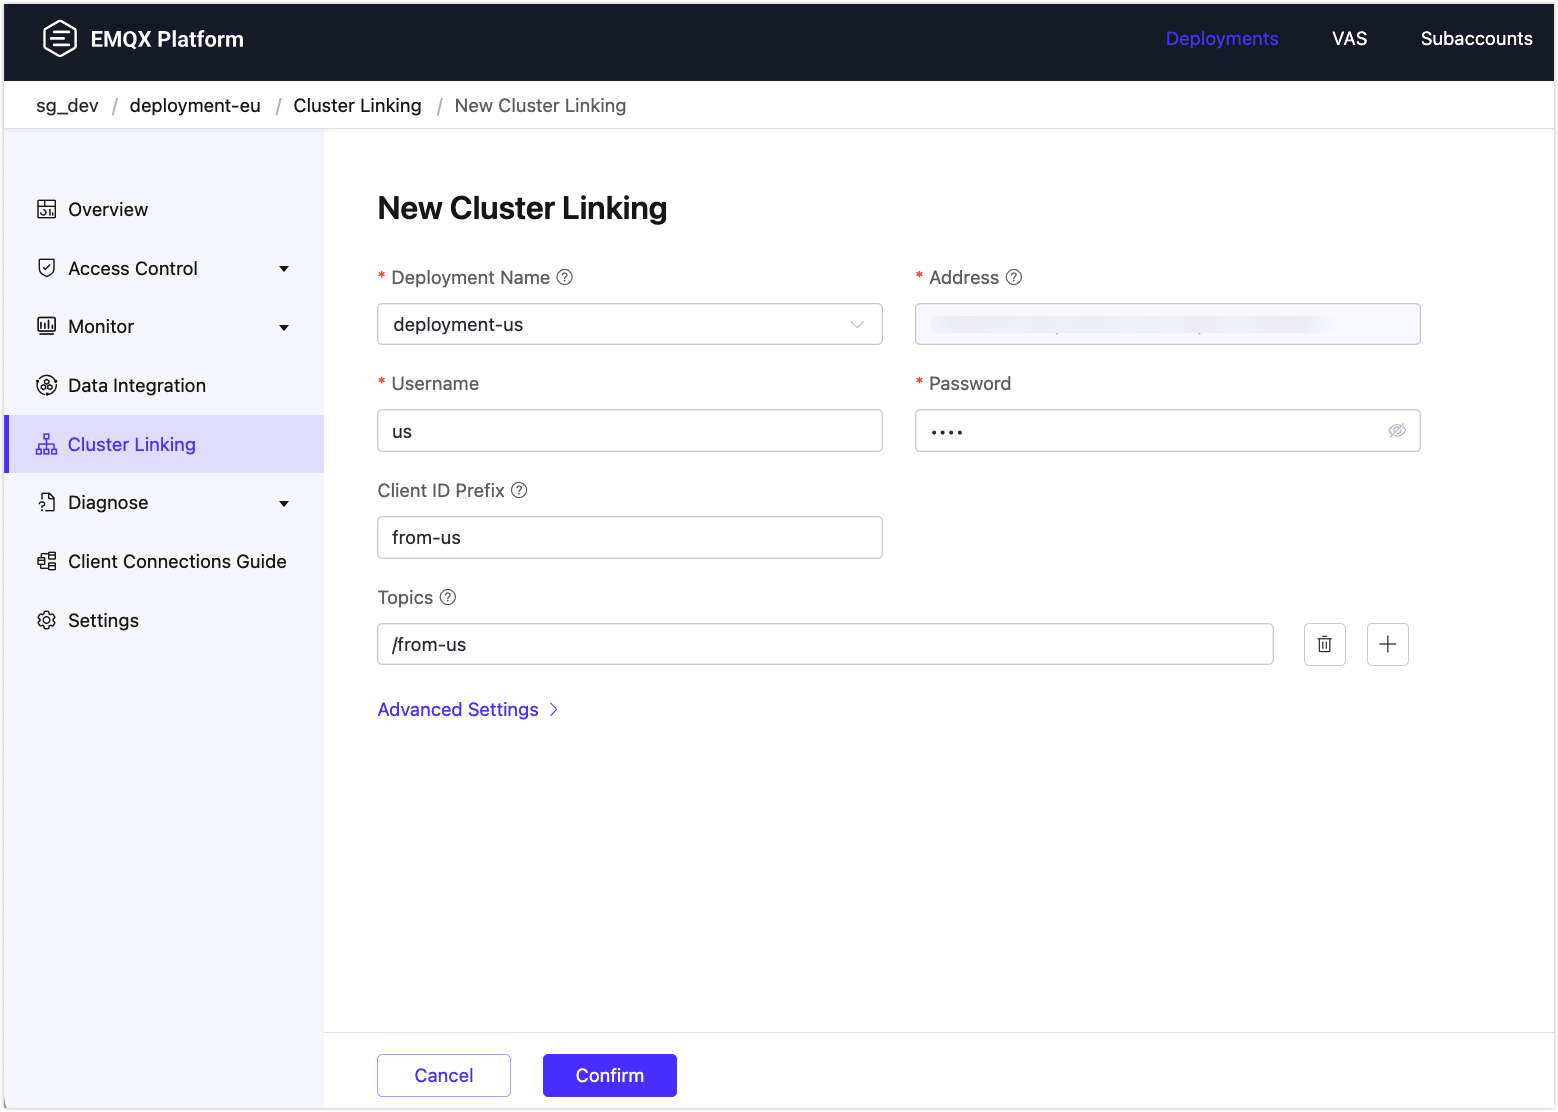 EMQX Platform
Deployments
VAS
Subaccounts
sg_dev / deployment-eu / Cluster Linking / New Cluster Linking
Overview
Access Control
Monitor
Data Integration
Cluster Linking
Diagnose
Client Connections Guide
Settings
New Cluster Linking
* Deployment Name
* Address
deployment-us
* Username
* Password
us
••••
Client ID Prefix
from-us
Topics
/from-us
Advanced Settings
Cancel
Confirm